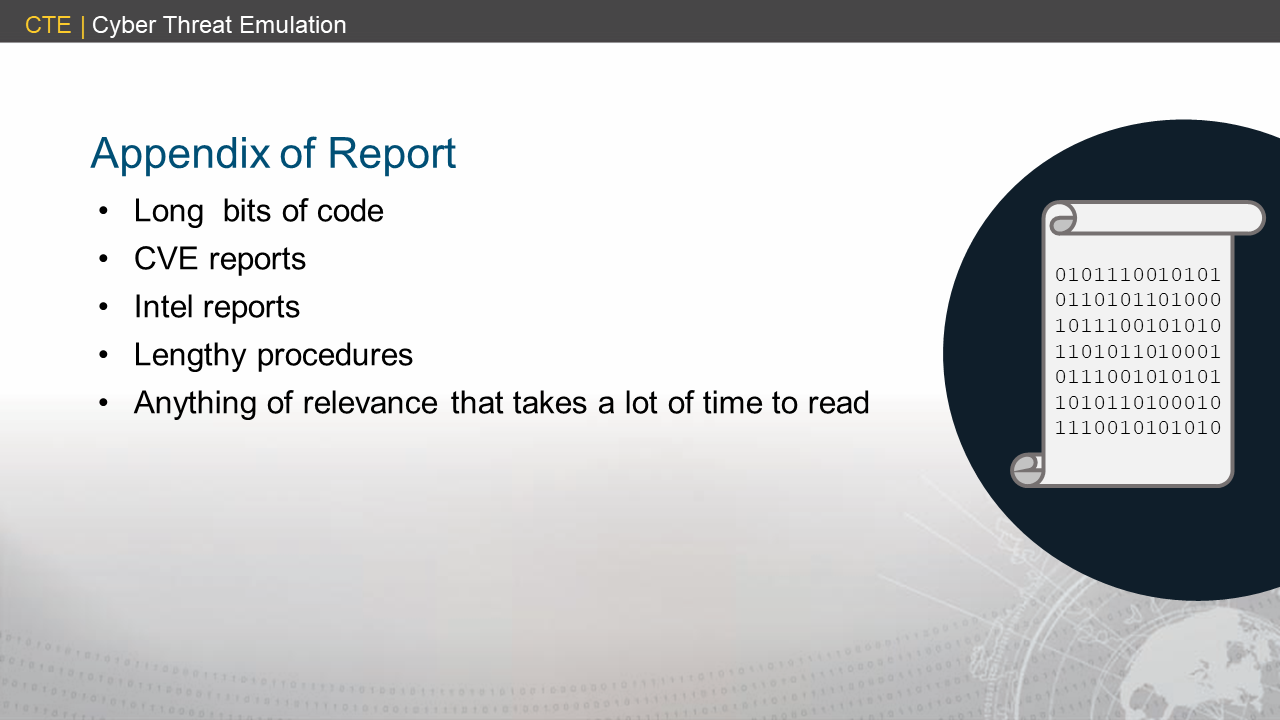 CTE | Cyber Threat Emulation
Appendix of Report
• Long  bits of code
• CVE reports
• Intel reports
• Lengthy procedures
• Anything of relevance that takes a lot of time to read
0101110010101
0110101101000
1011100101010
1101011010001
0111001010101
1010110100010
1110010101010